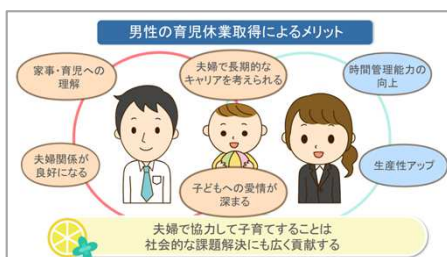 男性の育児休業取得によるメリット
家事・育児への
理解
夫婦で長期的な
キャリアを考えられる
時間管理能力の
向上
夫婦関係が
良好になる
子どもへの愛情が
深まる
生産性アップ
夫婦で協力して子育てすることは
社会的な課題解決にも広く貢献する